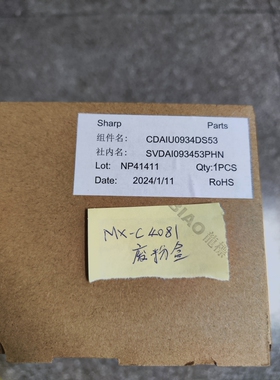 Sharp Parts
组件名: CDAIU0934DS53
社内名: SVDAI093453PHN
Lot: NP41411 Qty:1PCS
Date: 2024/1/11 RoHS
MX-C4081
废粉盒